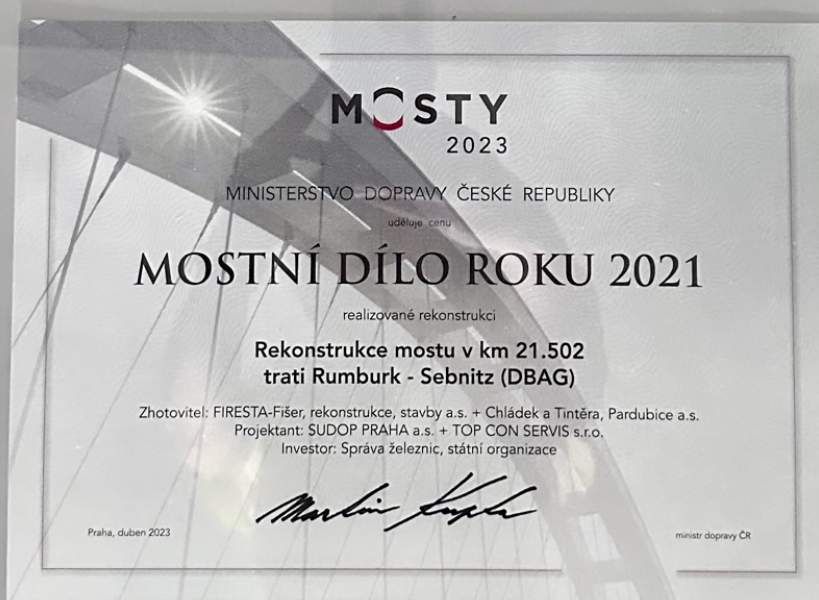 MOSTY
2023
MINISTERSTVO DOPRAVY ČESKÉ REPUBLIKY
uděluje cenu
MOSTNÍ DÍLO ROKU 2021
realizované rekonstrukci
Rekonstrukce mostu v km 21.502
trati Rumburk - Sebnitz (DBAG)
Zhotovitel: FIRESTA-Fišer, rekonstrukce, stavby a.s. + Chládek a Tintěra, Pardubice a.s.
Projektant: SUDOP PRAHA a.s. + TOP CON SERVIS s.r.o.
Investor: Správa železnic, státní organizace
Martin Kupka
Praha, duben 2023
ministr dopravy ČR